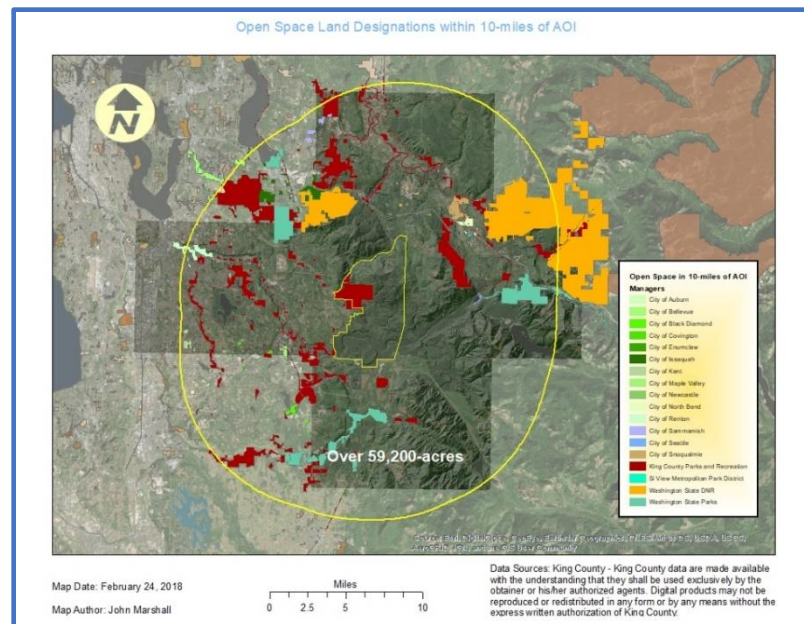 Open Space Land Designations within 10-miles of AOI
N
Open Space in 10-miles of AOI
Managers
City of Auburn
City of Bellevue
City of Black Diamond
City of Covington
City of Enumclaw
City of Issaquah
City of Kent
City of Maple Valley
City of Newcastle
City of North Bend
City of Renton
City of Sammamish
City of Seattle
City of Snoqualmie
King County Parks and Recreation
Si View Metropolitan Park District
Washington State DNR
Washington State Parks
Over 59,200-acres
Map Date: February 24, 2018
Map Author: John Marshall
Miles
0 2.5 5 10
Data Sources: King County - King County data are made available
with the understanding that they shall be used exclusively by the
obtainer or his/her authorized agents. Digital products may not be
reproduced or redistributed in any form or by any means without the
express written authorization of King County.